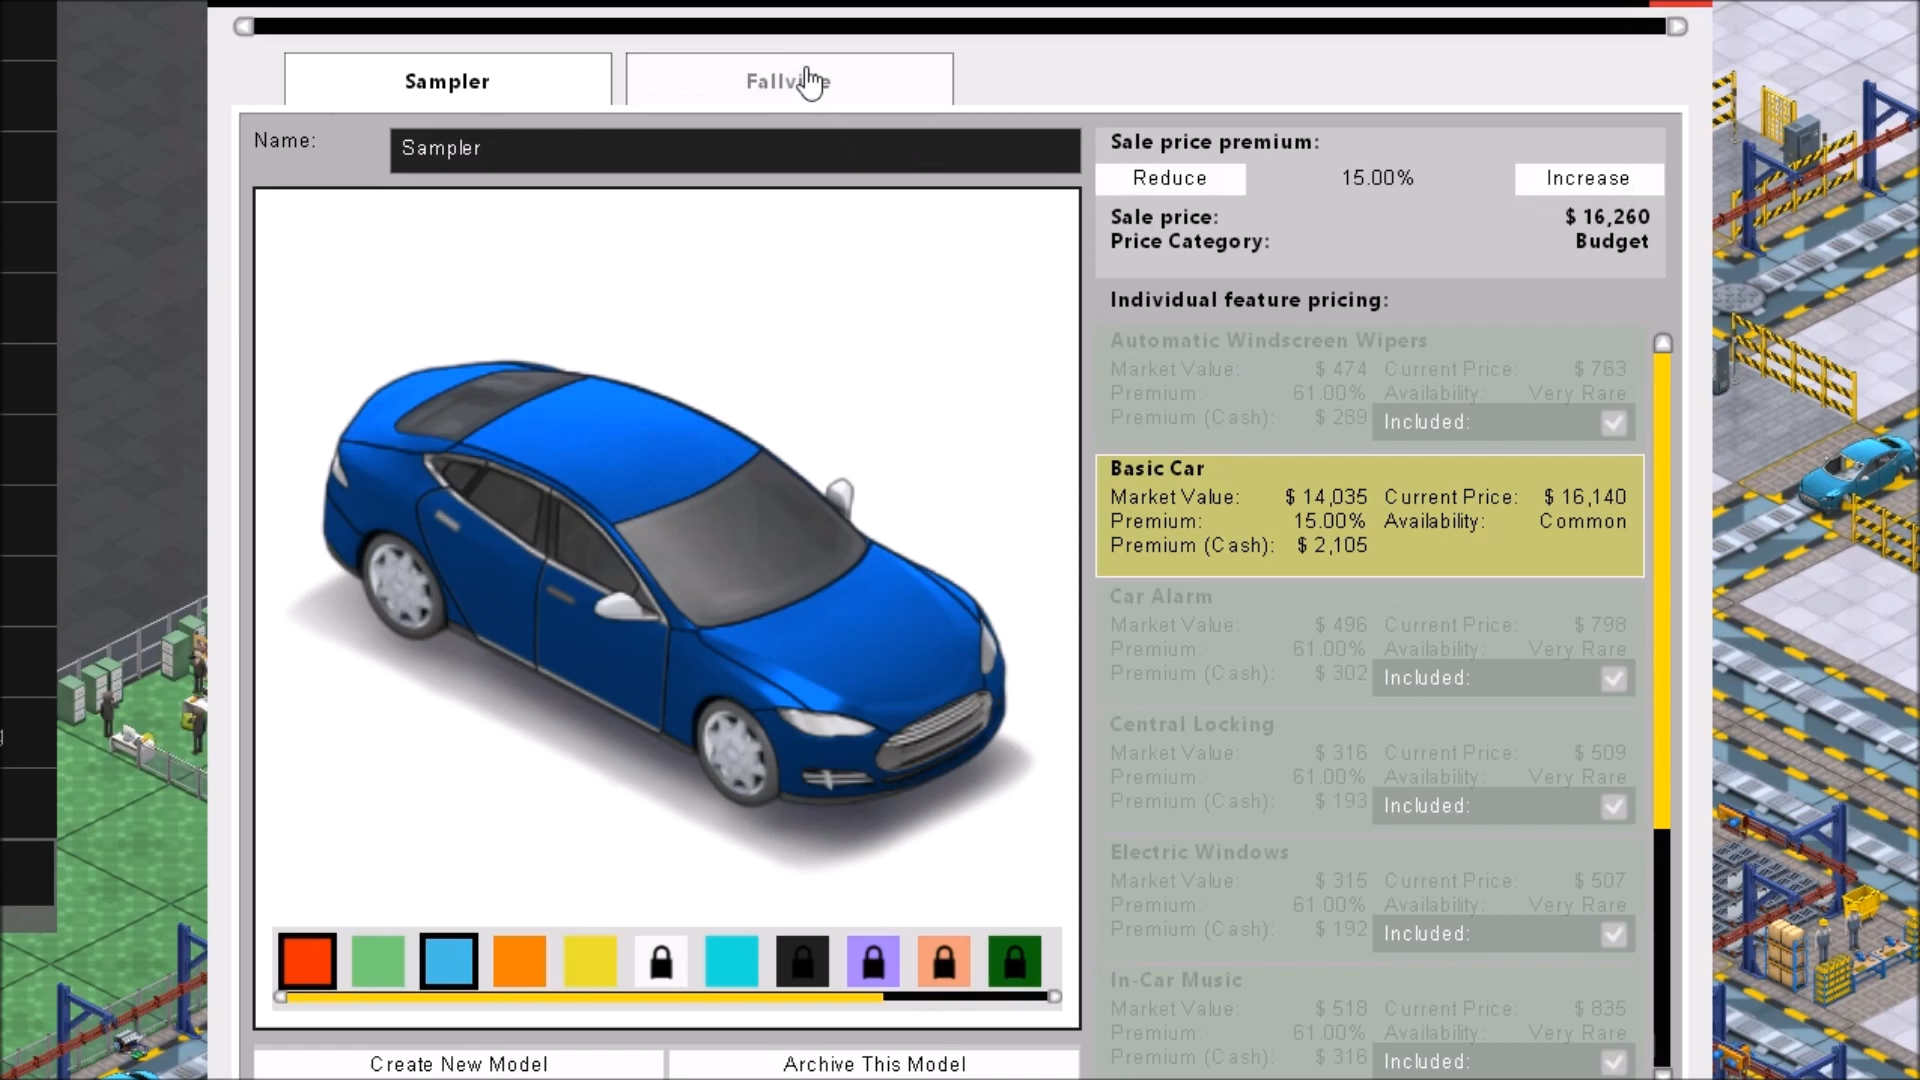 Sampler
Name:
Sampler
Sale price premium:
Reduce 15.00% Increase
Sale price: $ 16,260
Price Category: Budget
Individual feature pricing:
Automatic Windscreen Wipers
Market Value: $ 474 Current Price: $ 763
Premium: 61.00% Availability: Very Rare
Premium (Cash): $ 289 Included:
Basic Car
Market Value: $ 14,035 Current Price: $ 16,140
Premium: 15.00% Availability: Common
Premium (Cash): $ 2,105
Car Alarm
Market Value: $ 496 Current Price: $ 798
Premium: 61.00% Availability: Very Rare
Premium (Cash): $ 302 Included:
Central Locking
Market Value: $ 316 Current Price: $ 509
Premium: 61.00% Availability: Very Rare
Premium (Cash): $ 193 Included:
Electric Windows
Market Value: $ 315 Current Price: $ 507
Premium: 61.00% Availability: Very Rare
Premium (Cash): $ 192 Included:
In-Car Music
Market Value: $ 518 Current Price: $ 835
Premium: 61.00% Availability: Very Rare
Premium (Cash): $ 316 Included:
Create New Model Archive This Model